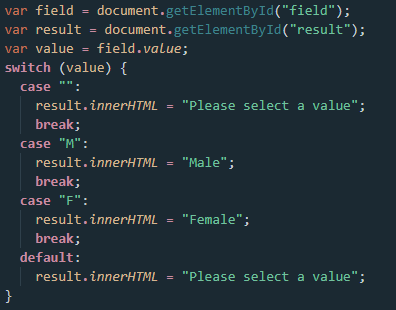 var field = document.getElementById("field");
var result = document.getElementById("result");
var value = field.value;
switch (value) {
  case "":
    result.innerHTML = "Please select a value";
    break;
  case "M":
    result.innerHTML = "Male";
    break;
  case "F":
    result.innerHTML = "Female";
    break;
  default:
    result.innerHTML = "Please select a value";
}